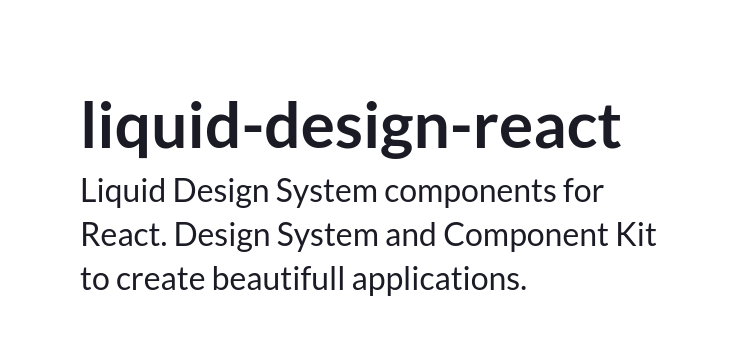 liquid-design-react
Liquid Design System components for
React. Design System and Component Kit
to create beautifull applications.